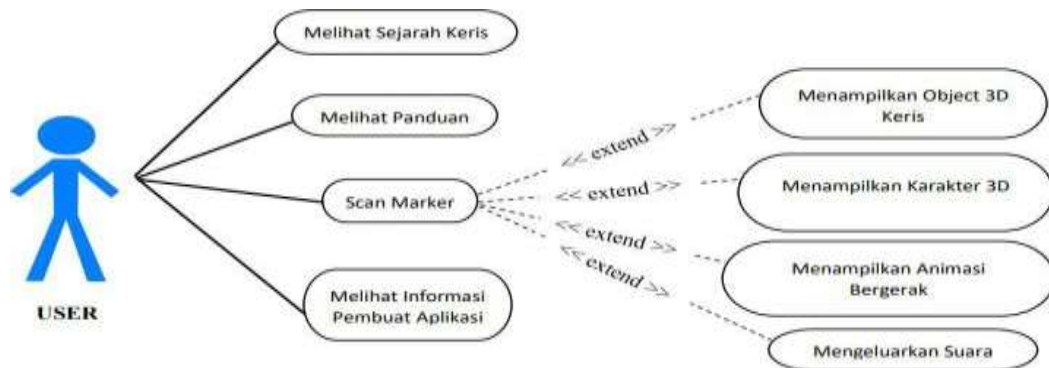 Melihat Sejarah Keris
Melihat Panduan
Scan Marker
Melihat Informasi
Pembuat Aplikasi
USER
<< extend >>
<< extend >>
<< extend >>
<< extend >>
Menampilkan Object 3D
Keris
Menampilkan Karakter 3D
Menampilkan Animasi
Bergerak
Mengeluarkan Suara